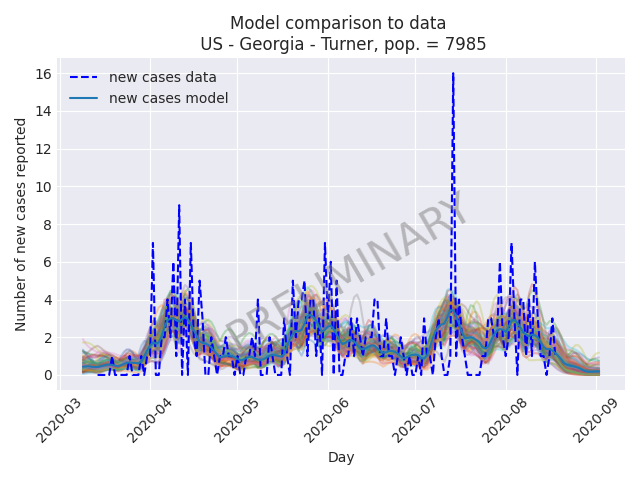 Model comparison to data
US - Georgia - Turner, pop. = 7985
new cases data
new cases model
Number of new cases reported
16
14
12
10
8
6
4
2
0
PRELIMINARY
2020-03
2020-04
2020-05
2020-06
2020-07
2020-08
2020-09
Day